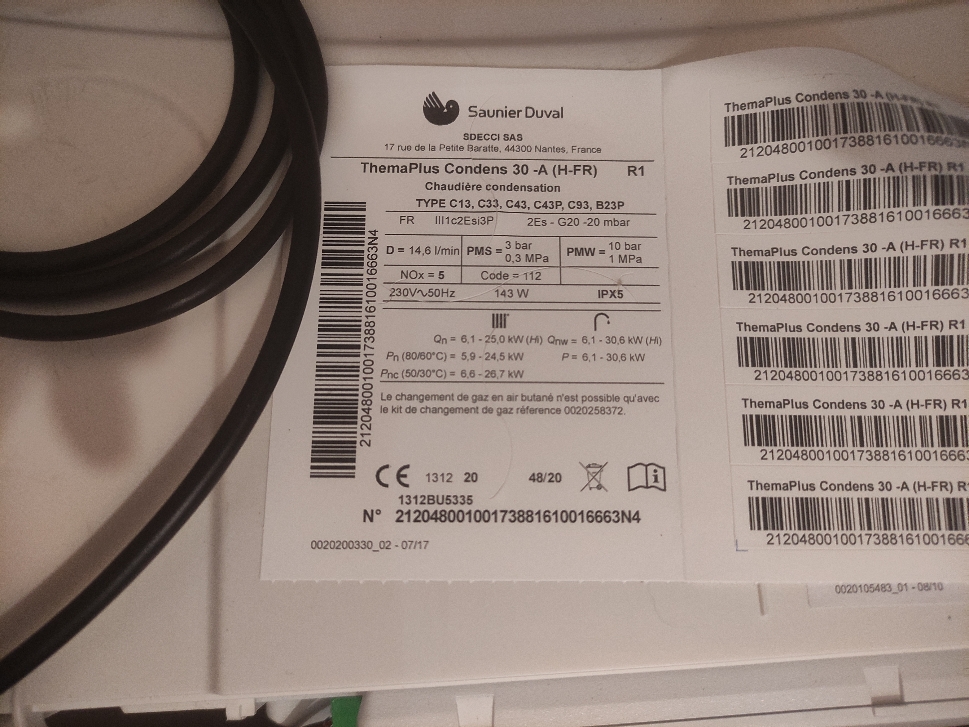 Saunier Duval
SDECCI SAS
17 rue de la Petite Baratte, 44300 Nantes, France
ThemaPlus Condens 30 -A (H-FR) R1
Chaudière condensation
TYPE C13, C33, C43, C43P, C93, B23P
FR III1c2Esi3P 2Es - G20 -20 mbar
D = 14,6 l/min PMS = 3 bar 0,3 MPa PMW = 10 bar 1 MPa
NOx = 5 Code = 112
230V∿50Hz 143 W IPX5
Qn = 6,1 - 25,0 kW (Hi) Qnw = 6,1 - 30,6 kW (Hi)
Pn (80/60°C) = 5,9 - 24,5 kW P = 6,1 - 30,6 kW
Pnc (50/30°C) = 6,6 - 26,7 kW
Le changement de gaz en air butané n'est possible qu'avec
le kit de changement de gaz réference 0020258372.
CE 1312 20 48/20
1312BU5335
N° 21204800100173881610016663N4
0020200330_02 - 07/17
21204800100173881610016663N4
ThemaPlus Condens 30 -A (H-FR) R1
21204800100173881610016663
ThemaPlus Condens 30 -A (H-FR) R1
21204800100173881610016663
ThemaPlus Condens 30 -A (H-FR) R1
21204800100173881610016663
ThemaPlus Condens 30 -A (H-FR) R1
21204800100173881610016663
ThemaPlus Condens 30 -A (H-FR) R1
2120480010017388161001666
ThemaPlus Condens 30 -A (H-FR) R1
2120480010017388161001666
0020105483_01 - 08/10